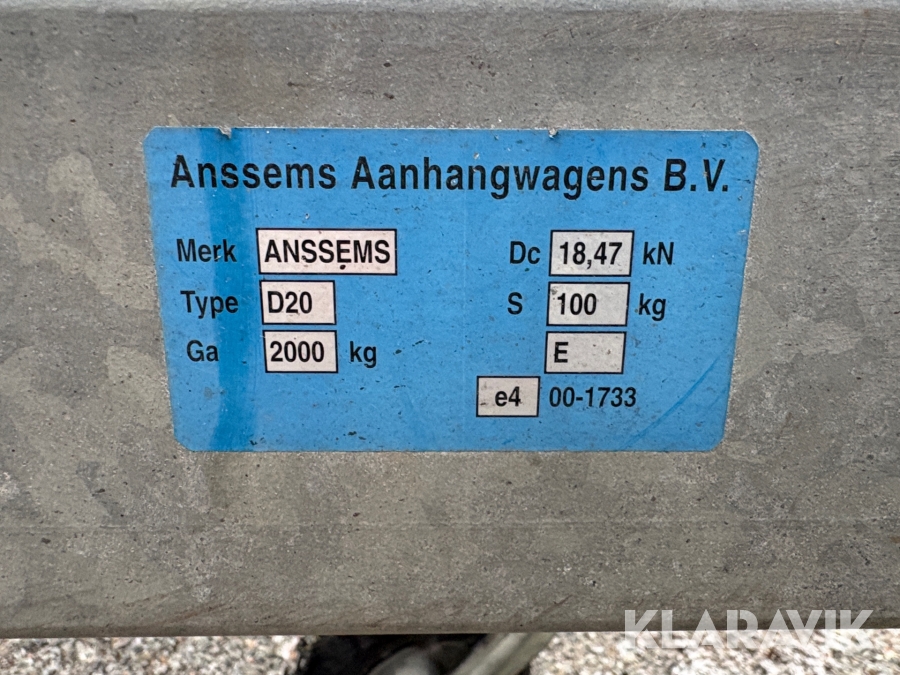 Anssems Aanhangwagens B.V.
Merk ANSSEMS Dc 18,47 kN
Type D20 S 100 kg
Ga 2000 kg E
e4 00-1733
KLARAVIK